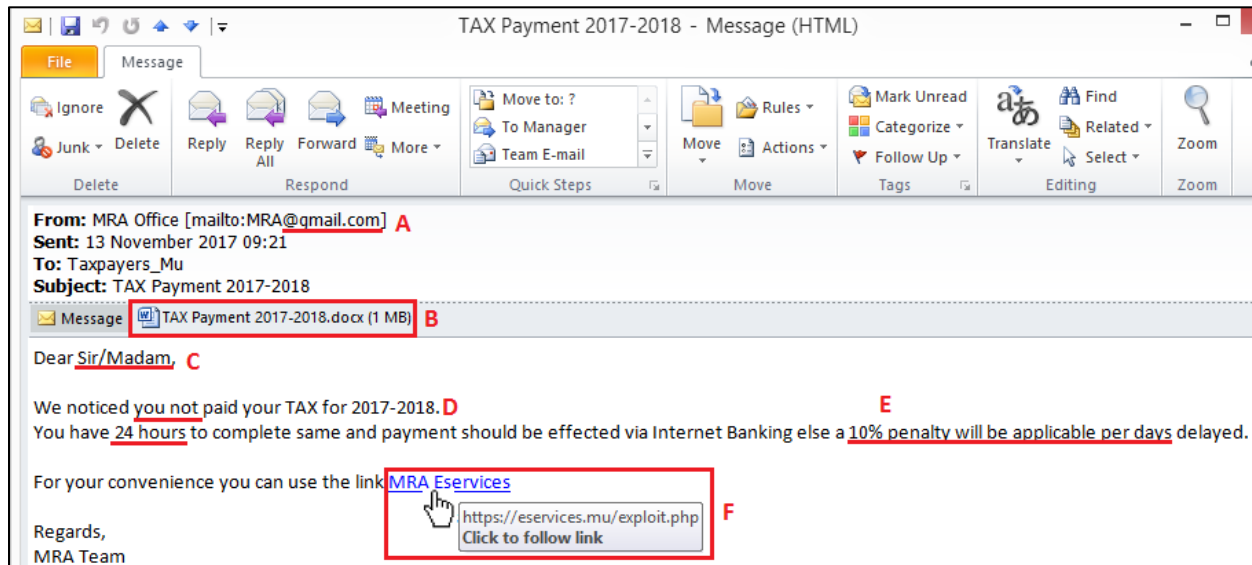 TAX Payment 2017-2018 - Message (HTML)
File Message
Ignore
Junk
Delete
Reply
Reply All
Forward
Meeting
More
Move to: ?
To Manager
Team E-mail
Move
Rules
Actions
Mark Unread
Categorize
Follow Up
Translate
Find
Related
Select
Zoom
Delete Respond Quick Steps Move Tags Editing Zoom
From: MRA Office [mailto:MRA@qmail.com] A
Sent: 13 November 2017 09:21
To: Taxpayers_Mu
Subject: TAX Payment 2017-2018
Message TAX Payment 2017-2018.docx (1 MB) B
Dear Sir/Madam, C
We noticed you not paid your TAX for 2017-2018. D E
You have 24 hours to complete same and payment should be effected via Internet Banking else a 10% penalty will be applicable per days delayed.
For your convenience you can use the link MRA Eservices
https://eservices.mu/exploit.php F
Click to follow link
Regards,
MRA Team